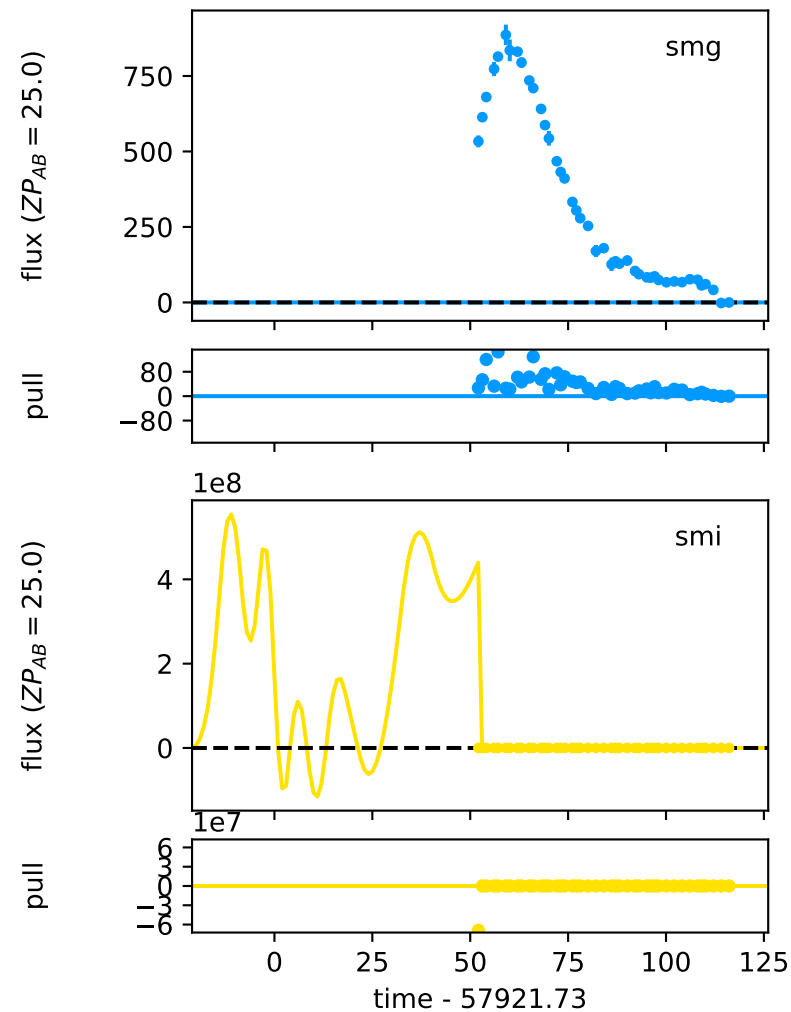 smg
flux (ZP_AB = 25.0)
750
500
250
0
pull
80
0
−80
1e8
smi
flux (ZP_AB = 25.0)
4
2
0
1e7
pull
6
3
0
−3
−6
0 25 50 75 100 125
time - 57921.73